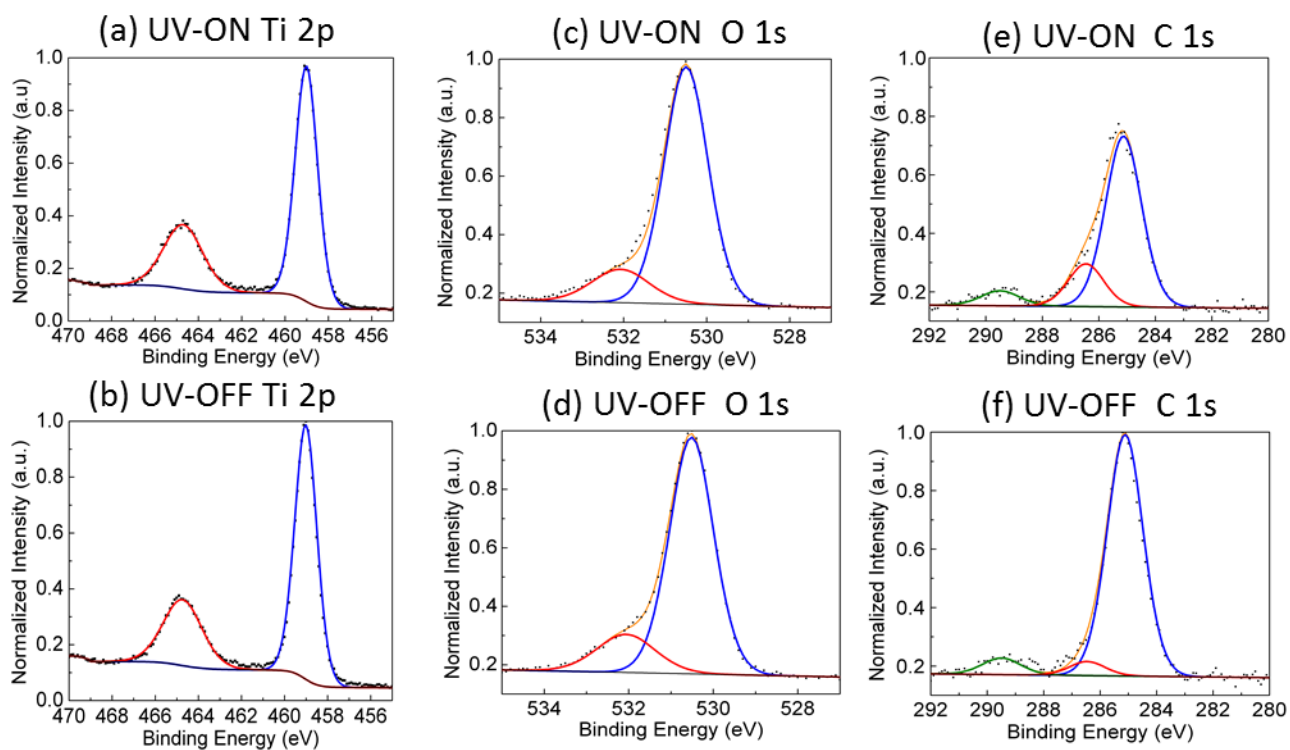 (a) UV-ON Ti 2p
Normalized Intensity (a.u)
1.0
0.8
0.6
0.4
0.2
0.0
470 468 466 464 462 460 458 456
Binding Energy (eV)
(c) UV-ON O 1s
Normalized Intensity (a.u.)
1.0
0.8
0.6
0.4
0.2
534 532 530 528
Binding Energy (eV)
(e) UV-ON C 1s
Normalized Intensity (a.u.)
1.0
0.8
0.6
0.4
0.2
292 290 288 286 284 282 280
Binding Energy (eV)
(b) UV-OFF Ti 2p
Normalized Intensity (a.u.)
1.0
0.8
0.6
0.4
0.2
0.0
470 468 466 464 462 460 458 456
Binding Energy (eV)
(d) UV-OFF O 1s
Normalized Intensity (a.u.)
1.0
0.8
0.6
0.4
0.2
534 532 530 528
Binding Energy (eV)
(f) UV-OFF C 1s
Normalized Intensity (a.u.)
1.0
0.8
0.6
0.4
0.2
292 290 288 286 284 282 280
Binding Energy (eV)